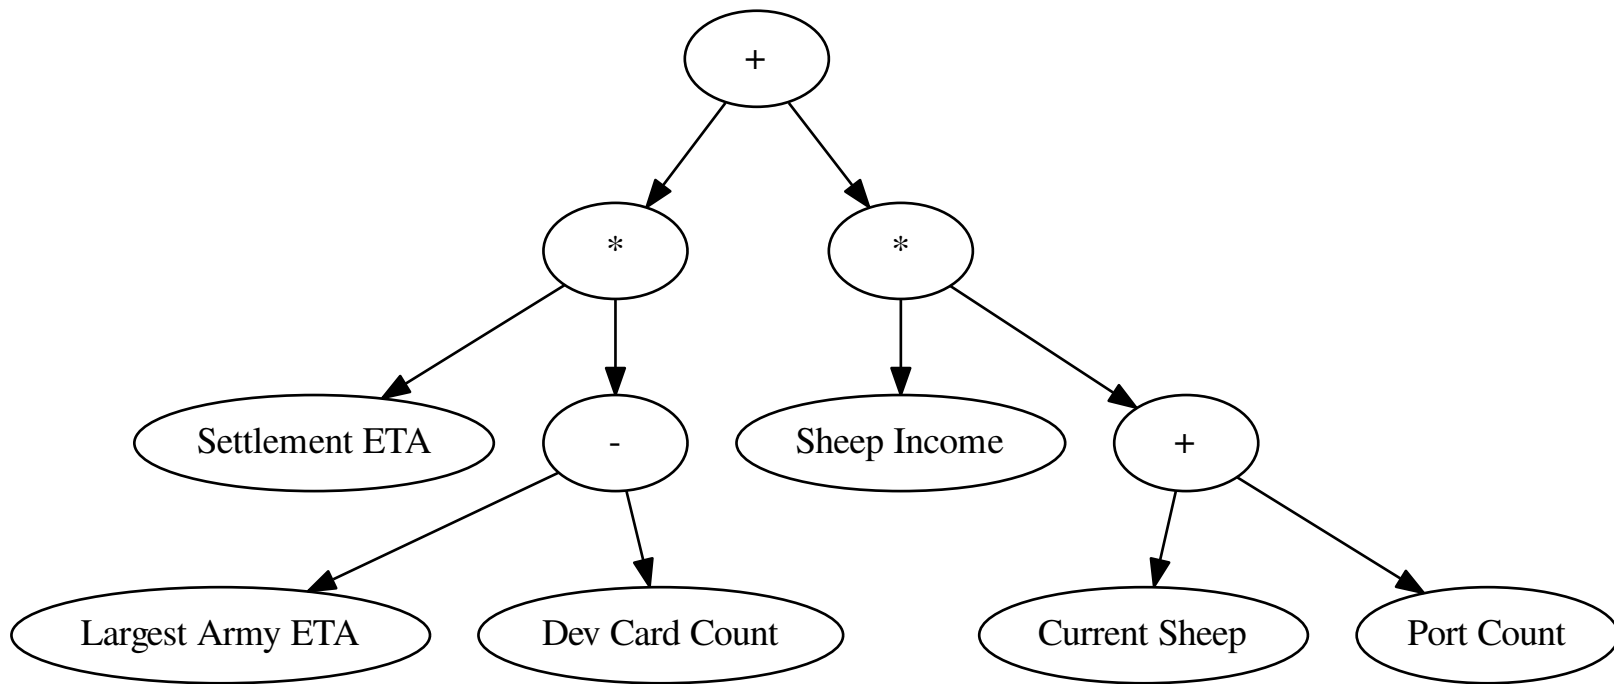 +
*
*
Settlement ETA
-
Sheep Income
+
Largest Army ETA
Dev Card Count
Current Sheep
Port Count